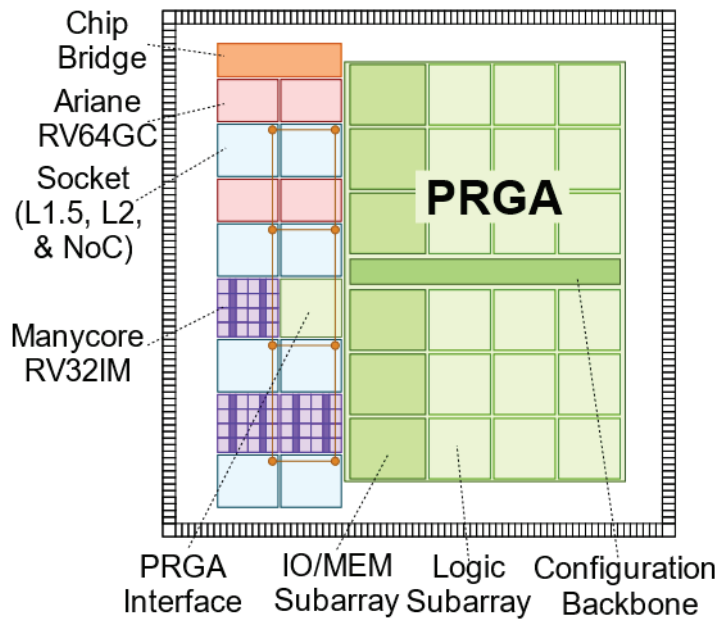 Chip
Bridge
Ariane
RV64GC
Socket
(L1.5, L2,
& NoC)
Manycore
RV32IM
PRGA
PRGA
Interface
IO/MEM
Subarray
Logic
Subarray
Configuration
Backbone